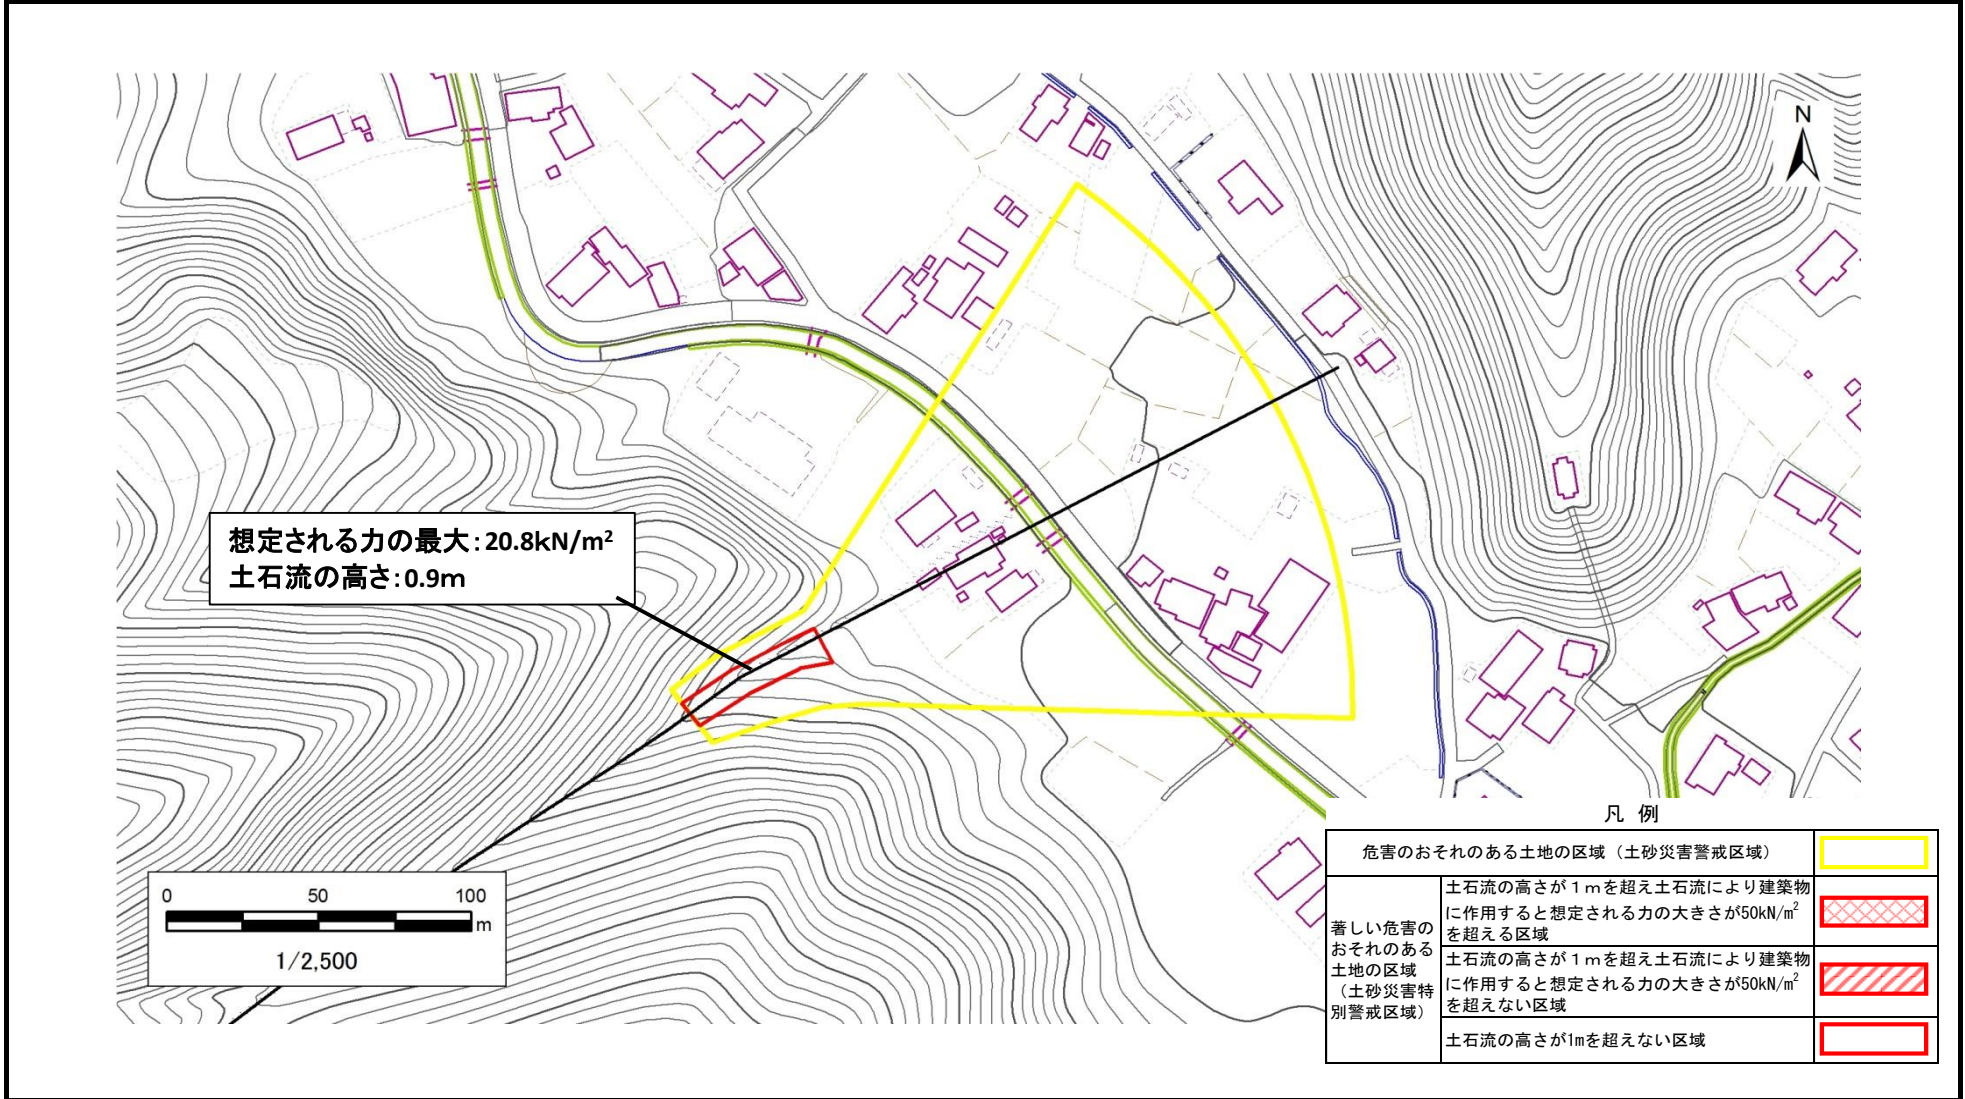 N
想定される力の最大:20.8kN/m²
土石流の高さ:0.9m
0 50 100
m
1/2,500
凡 例
危害のおそれのある土地の区域(土砂災害警戒区域)
著しい危害の
おそれのある
土地の区域
(土砂災害特
別警戒区域)
土石流の高さが1mを超え土石流により建築物
に作用すると想定される力の大きさが50kN/m²
を超える区域
土石流の高さが1mを超え土石流により建築物
に作用すると想定される力の大きさが50kN/m²
を超えない区域
土石流の高さが1mを超えない区域